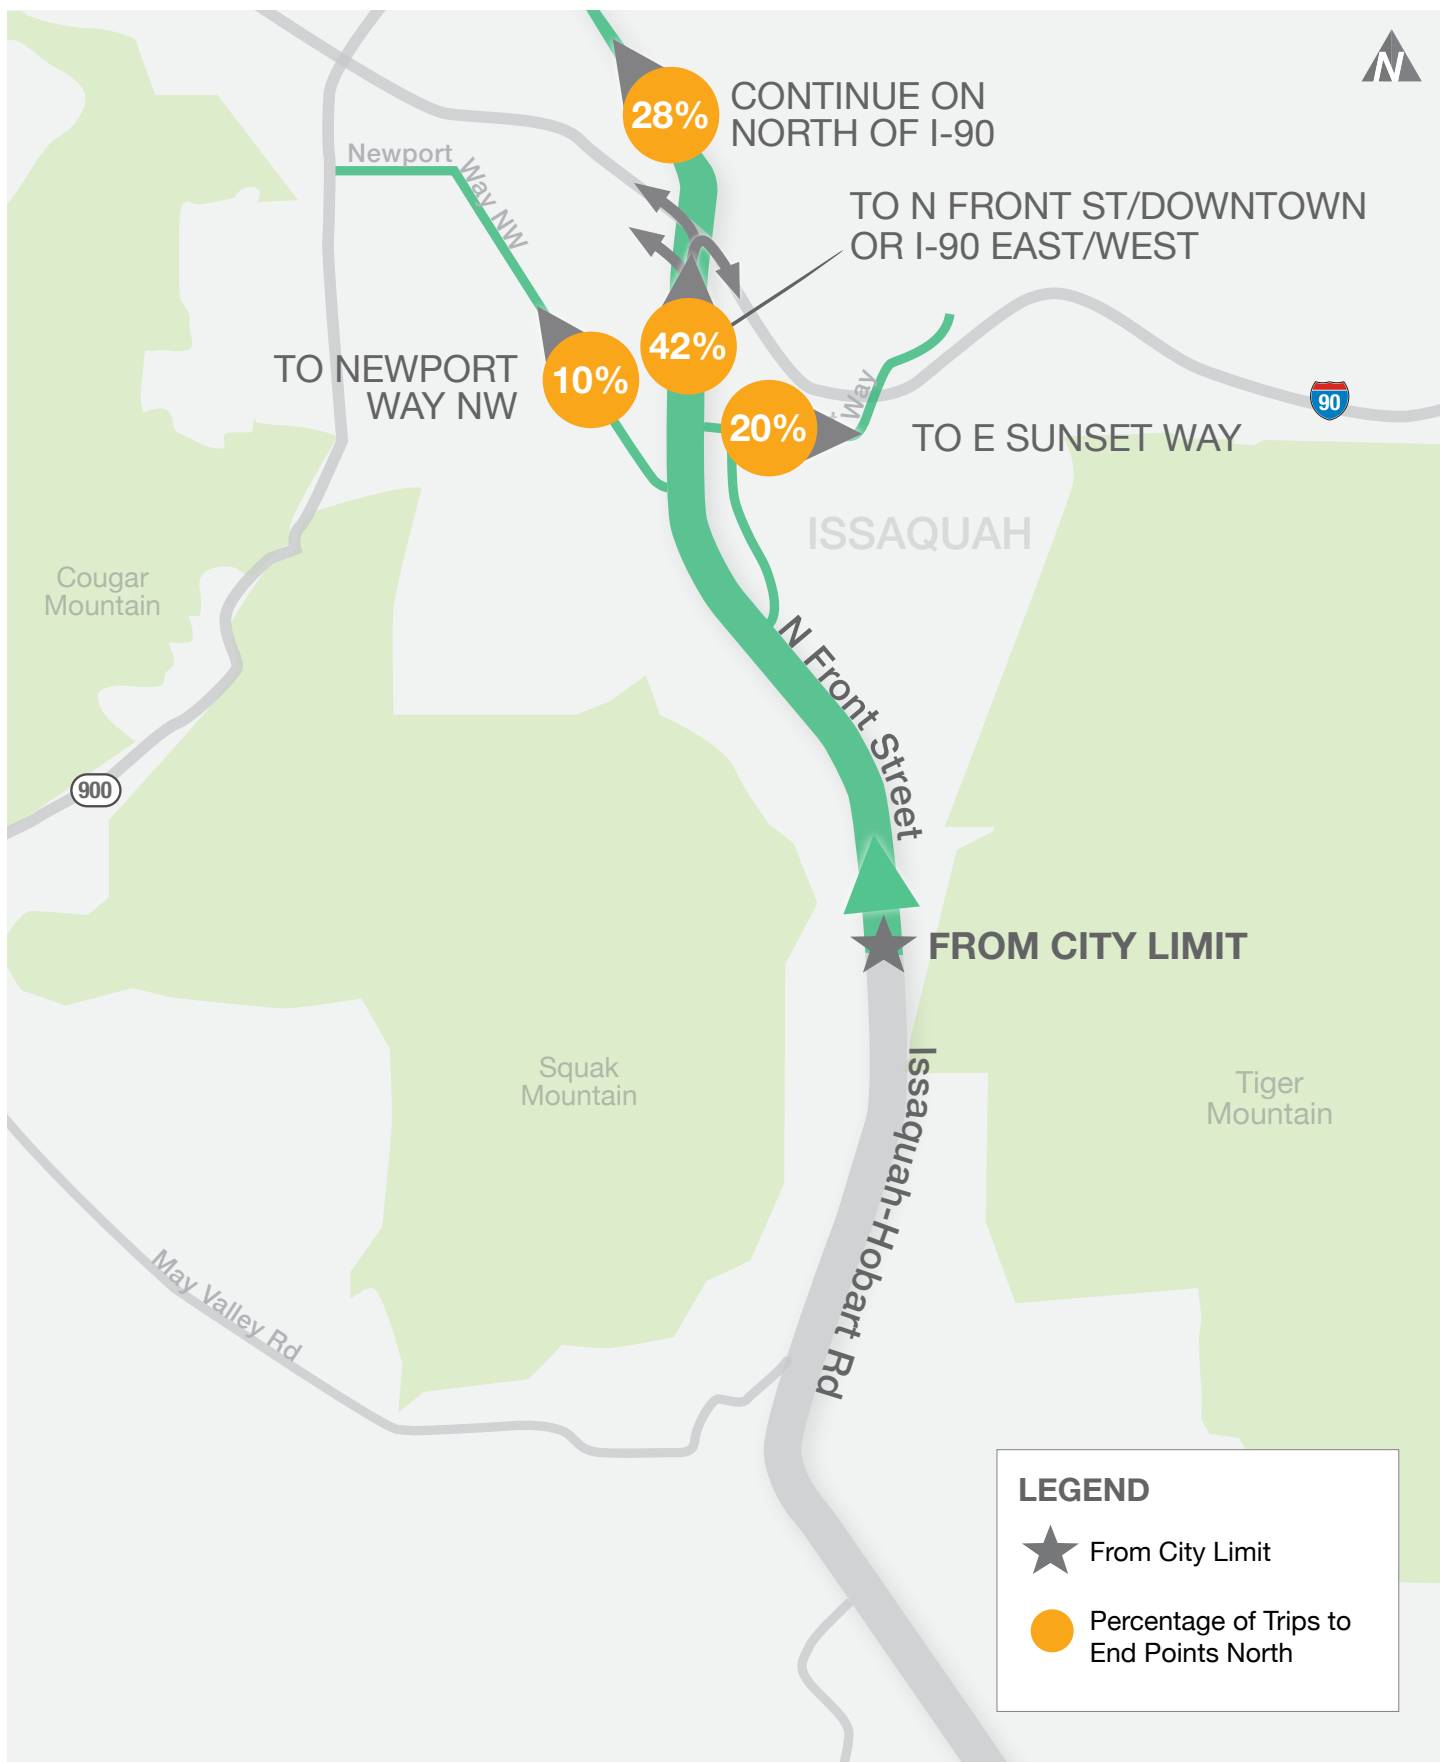 N
28%
CONTINUE ON
NORTH OF I-90
Newport
Way NW
TO N FRONT ST/DOWNTOWN
OR I-90 EAST/WEST
42%
TO NEWPORT
WAY NW
10%
Way
90
20%
TO E SUNSET WAY
ISSAQUAH
Cougar
Mountain
N Front Street
900
FROM CITY LIMIT
Issaquah-Hobart Rd
Squak
Mountain
Tiger
Mountain
May Valley Rd
LEGEND
From City Limit
Percentage of Trips to
End Points North